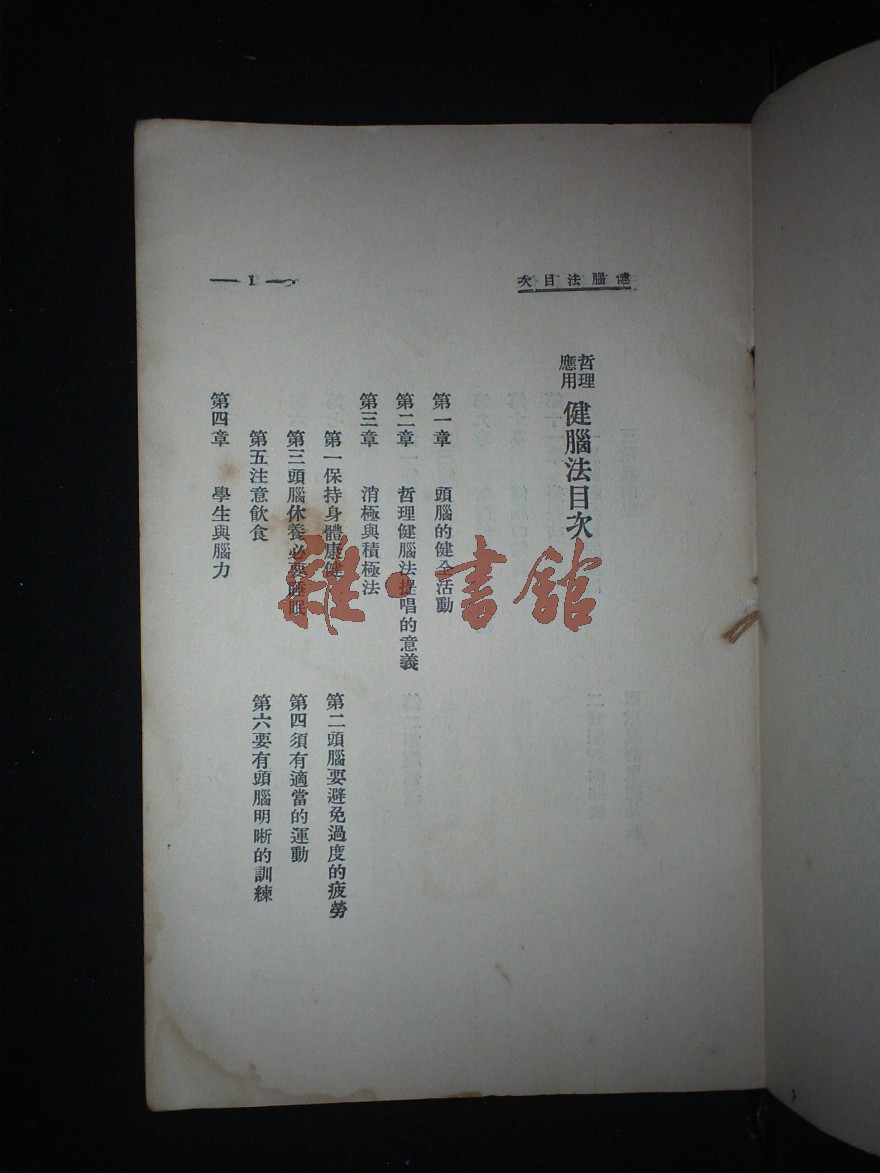 健腦法目次
— 1 —
哲理
應用
健腦法目次
第一章　頭腦的健全活動
第二章　哲理健腦法提唱的意義
第三章　消極與積極法
第一保持身體康健
第二頭腦要避免過度的疲勞
第三頭腦休養必要睡眠
第四須有適當的運動
第五注意飲食
第六要有頭腦明晰的訓練
第四章　學生與腦力
雜·書館